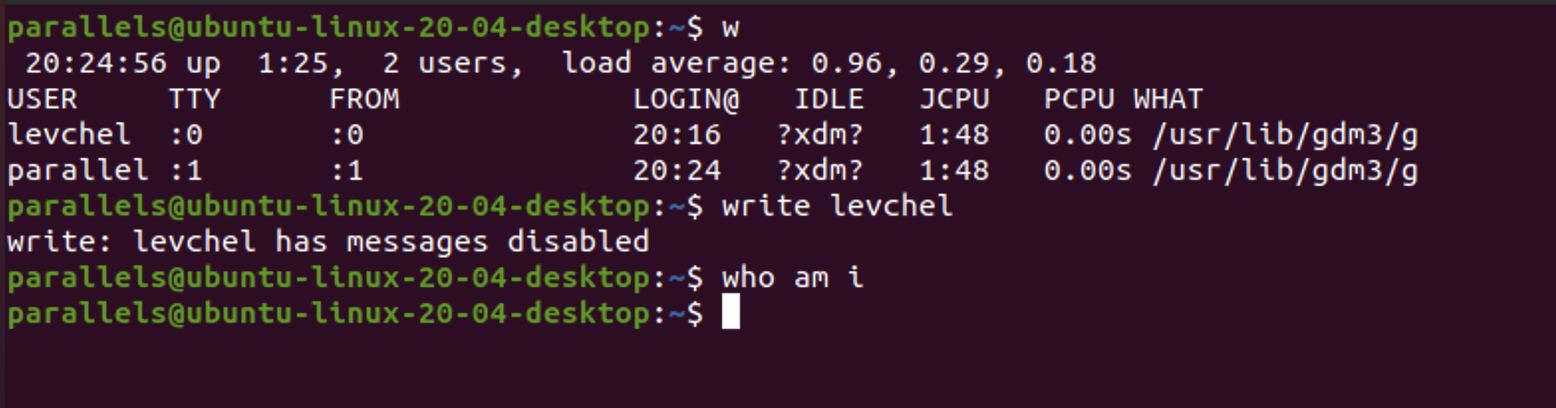 parallels@ubuntu-linux-20-04-desktop:~$ w
 20:24:56 up  1:25,  2 users,  load average: 0.96, 0.29, 0.18
USER     TTY      FROM             LOGIN@   IDLE   JCPU   PCPU WHAT
levchel  :0       :0               20:16   ?xdm?   1:48   0.00s /usr/lib/gdm3/g
parallel :1       :1               20:24   ?xdm?   1:48   0.00s /usr/lib/gdm3/g
parallels@ubuntu-linux-20-04-desktop:~$ write levchel
write: levchel has messages disabled
parallels@ubuntu-linux-20-04-desktop:~$ who am i
parallels@ubuntu-linux-20-04-desktop:~$